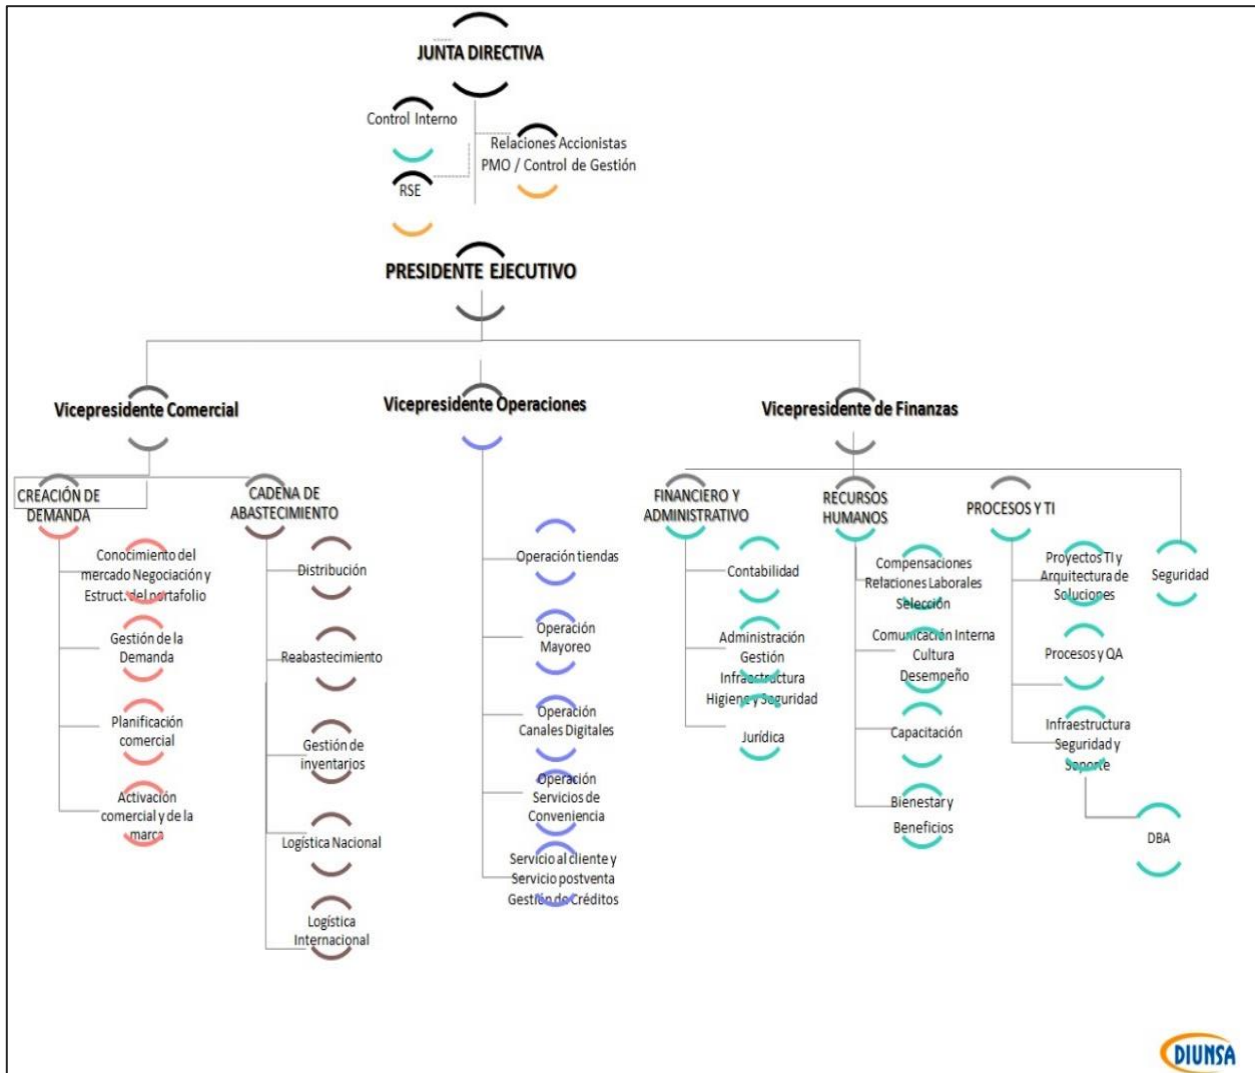 JUNTA DIRECTIVA
Control Interno
Relaciones Accionistas
PMO / Control de Gestión
RSE
PRESIDENTE EJECUTIVO
Vicepresidente Comercial
Vicepresidente Operaciones
Vicepresidente de Finanzas
CREACIÓN DE
DEMANDA
Conocimiento del
mercado Negociación y
Estruct. del portafolio
Gestión de la
Demanda
Planificación
comercial
Activación
comercial y de la
marca
CADENA DE
ABASTECIMIENTO
Distribución
Reabastecimiento
Gestión de
inventarios
Logística Nacional
Logística
Internacional
Operación tiendas
Operación
Mayoreo
Operación
Canales Digitales
Operación
Servicios de
Conveniencia
Servicio al cliente y
Servicio postventa
Gestión de Créditos
FINANCIERO Y
ADMINISTRATIVO
Contabilidad
Administración
Gestión
Infraestructura
Higiene y Seguridad
Jurídica
RECURSOS
HUMANOS
Compensaciones
Relaciones Laborales
Selección
Comunicación Interna
Cultura
Desempeño
Capacitación
Bienestar y
Beneficios
PROCESOS Y TI
Proyectos TI y
Arquitectura de
Soluciones
Procesos y QA
Infraestructura
Seguridad y
Soporte
DBA
Seguridad
DIUNSA